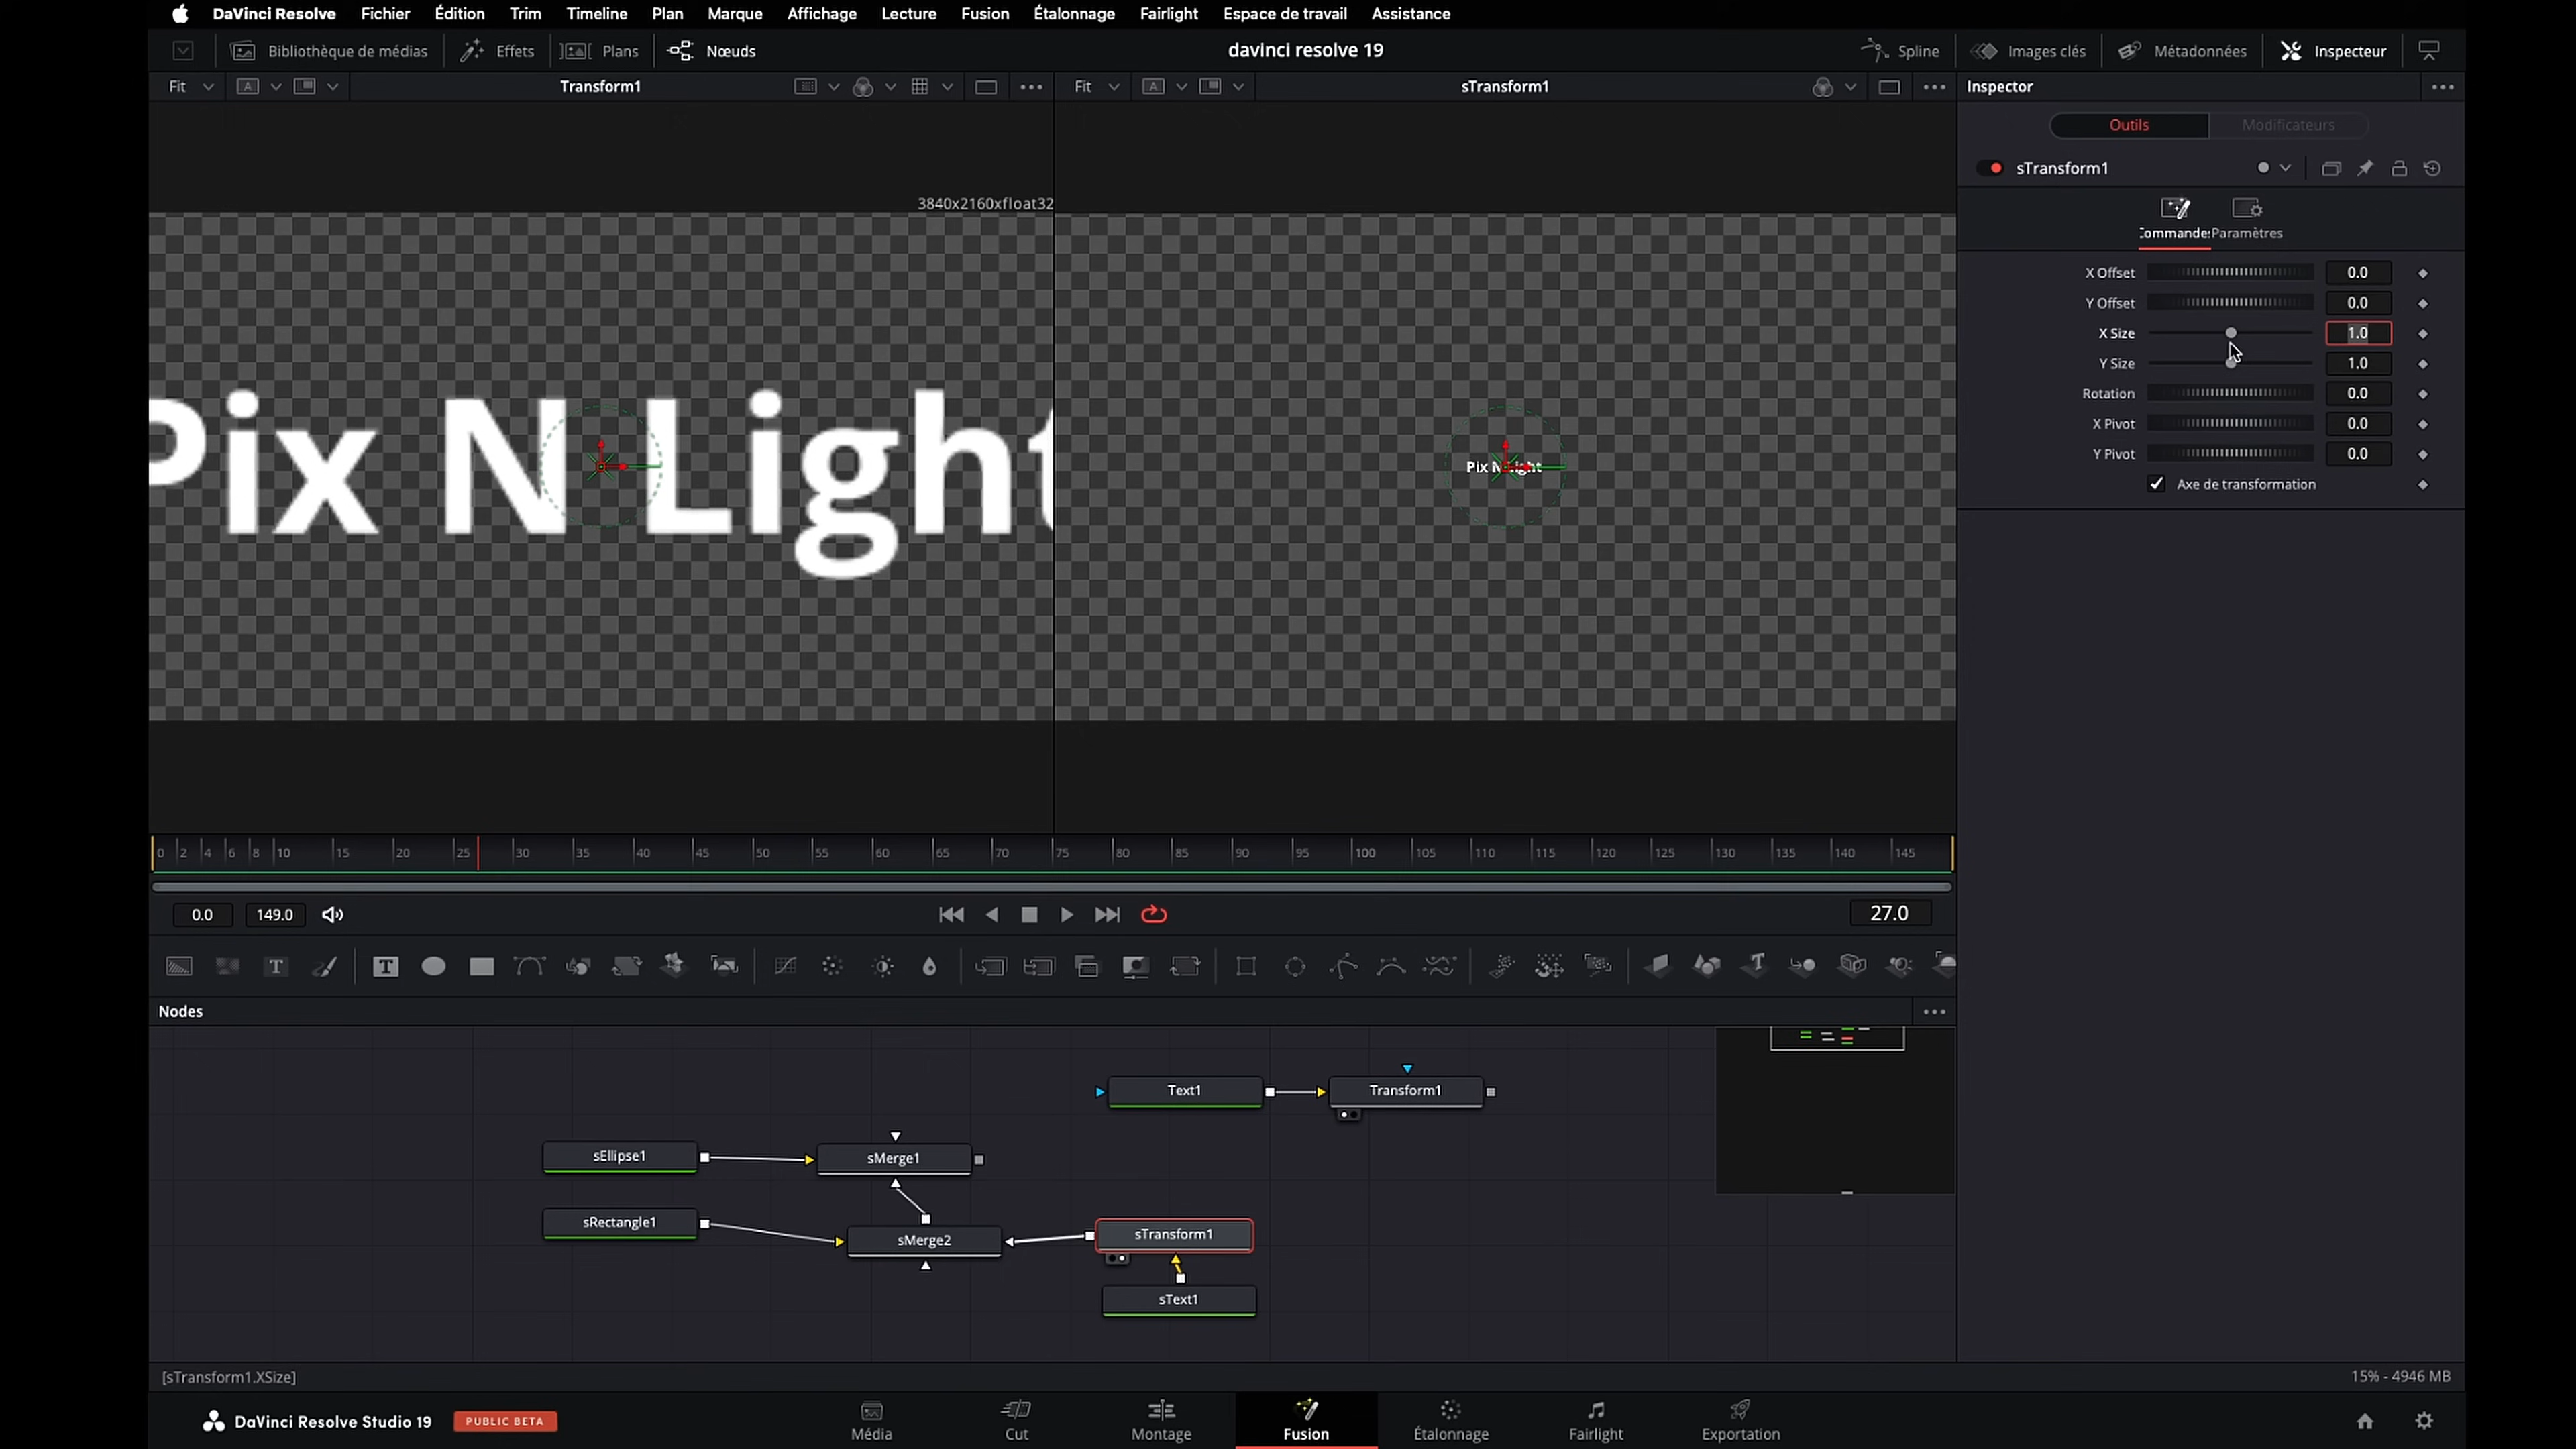 DaVinci Resolve Fichier Édition Trim Timeline Plan Marque Affichage Lecture Fusion Étalonnage Fairlight Espace de travail Assistance
Bibliothèque de médias Effets Plans Nœuds davinci resolve 19 Spline Images clés Métadonnées Inspecteur
Fit A Transform1 Fit A sTransform1 Inspector
Outils Modificateurs
sTransform1
3840x2160xfloat32
Commande Paramètres
X Offset 0.0
Y Offset 0.0
X Size 1.0
Y Size 1.0
Rotation 0.0
X Pivot 0.0
Y Pivot 0.0
Axe de transformation
Pix N Light
Pix N Light
0 2 4 6 8 10 15 20 25 30 35 40 45 50 55 60 65 70 75 80 85 90 95 100 105 110 115 120 125 130 135 140 145
0.0 149.0 27.0
Nodes
Text1 Transform1
sEllipse1 sMerge1
sRectangle1 sMerge2 sTransform1
sText1
[sTransform1.XSize] 15% - 4946 MB
DaVinci Resolve Studio 19 PUBLIC BETA Média Cut Montage Fusion Étalonnage Fairlight Exportation